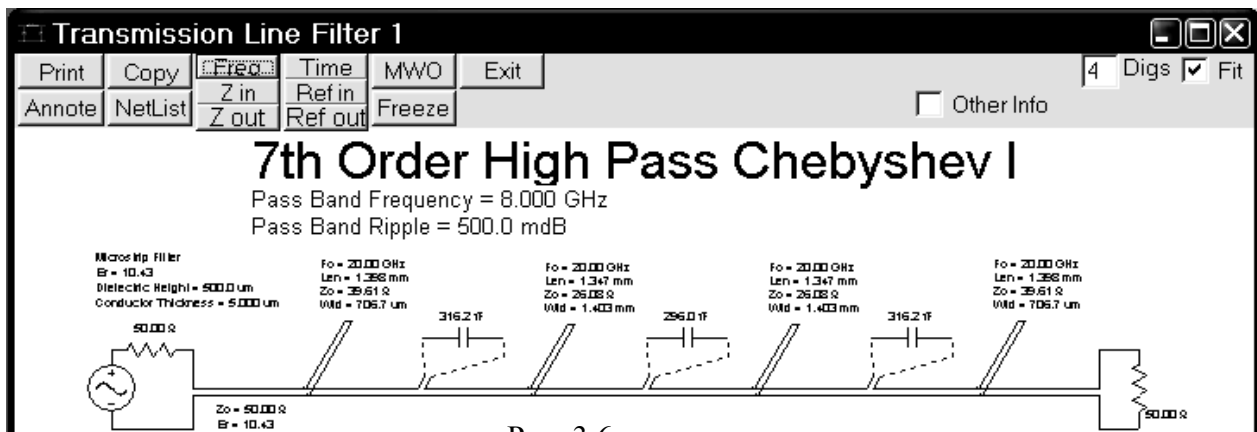 Transmission Line Filter 1
Print Copy Freq Time MWO Exit 4 Digs Fit
Z in Ref in
Annote NetList Freeze Other Info
Z out Ref out
7th Order High Pass Chebyshev I
Pass Band Frequency = 8.000 GHz
Pass Band Ripple = 500.0 mdB
Microstrip Filter
Er = 10.43
Dielectric Height = 500.0 um
Conductor Thickness = 5.000 um
50.00 Ω
Fo = 20.00 GHz
Len = 1.398 mm
Zo = 39.61 Ω
Wid = 706.7 um
316.2 fF
Fo = 20.00 GHz
Len = 1.347 mm
Zo = 26.08 Ω
Wid = 1.403 mm
296.0 fF
Fo = 20.00 GHz
Len = 1.347 mm
Zo = 26.08 Ω
Wid = 1.403 mm
316.2 fF
Fo = 20.00 GHz
Len = 1.398 mm
Zo = 39.61 Ω
Wid = 706.7 um
50.00 Ω
Zo = 50.00 Ω
Er = 10.43